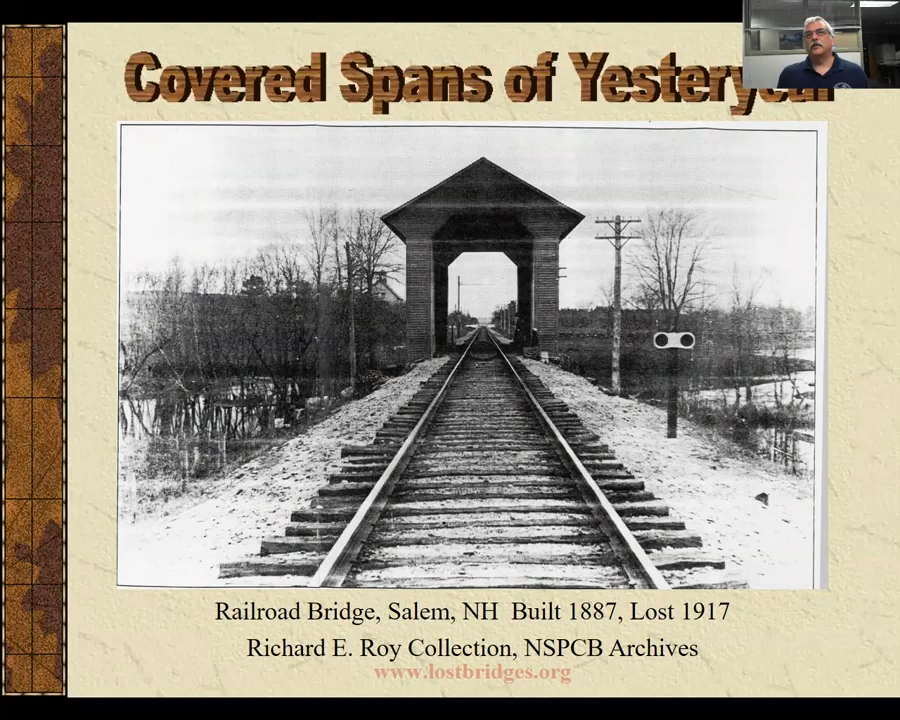 Covered Spans of Yesteryear
Railroad Bridge, Salem, NH Built 1887, Lost 1917
Richard E. Roy Collection, NSPCB Archives
www.lostbridges.org